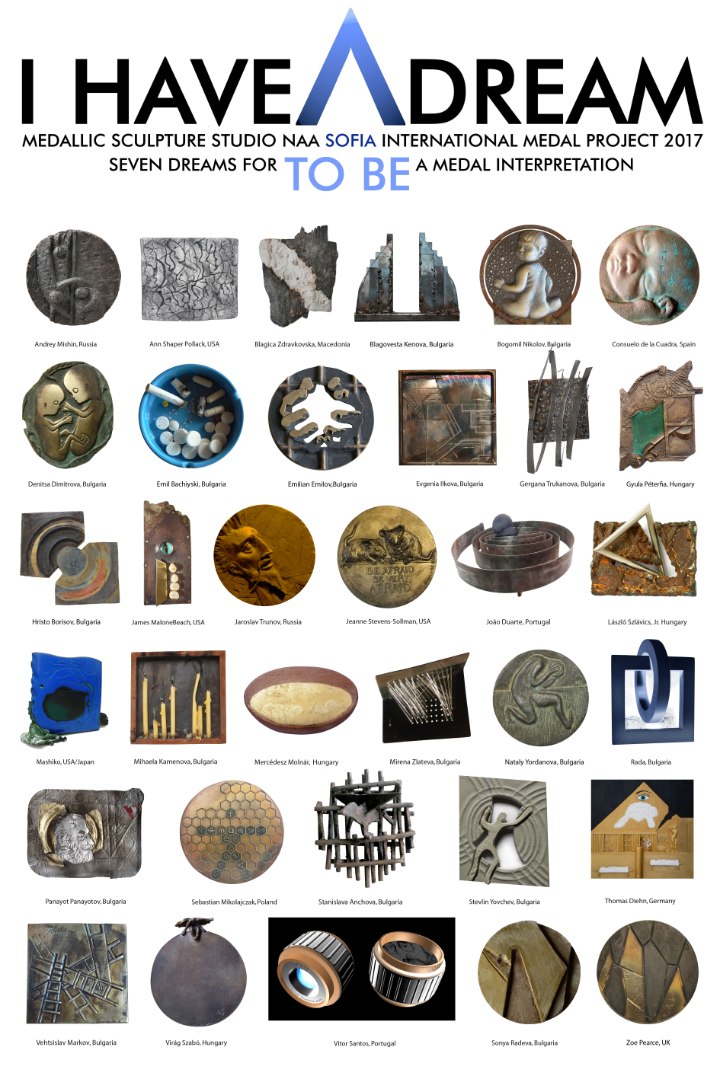 I HAVE A DREAM
MEDALLIC SCULPTURE STUDIO NAA SOFIA INTERNATIONAL MEDAL PROJECT 2017
SEVEN DREAMS FOR TO BE A MEDAL INTERPRETATION
Andrey Mishin, Russia
Ann Shaper Pollack, USA
Blagica Zdravkovska, Macedonia
Blagovesta Kenova, Bulgaria
Bogomil Nikolov, Bulgaria
Consuelo de la Cuadra, Spain
Denitsa Dimitrova, Bulgaria
Emil Bachiyski, Bulgaria
Emilian Emilov,Bulgaria
Evgenia Ilkova, Bulgaria
Gergana Trukanova, Bulgaria
Gyula Péterfia, Hungary
BE AFRAID
BE VERY
AFRAID
Hristo Borisov, Bulgaria
James MaloneBeach, USA
Jaroslav Trunov, Russia
Jeanne Stevens-Sollman, USA
João Duarte, Portugal
László Szlávics, Jr. Hungary
Mashiko, USA/Japan
Mihaela Kamenova, Bulgaria
Mercédesz Molnár, Hungary
Mirena Zlateva, Bulgaria
Nataly Yordanova, Bulgaria
Rada, Bulgaria
Panayot Panayotov, Bulgaria
Sebastian Mikolajczak, Poland
Stanislava Anchova, Bulgaria
Stevlin Yovchev, Bulgaria
Thomas Diehn, Germany
Vehtsislav Markov, Bulgaria
Virág Szabó, Hungary
Vitor Santos, Portugal
Sonya Radeva, Bulgaria
Zoe Pearce, UK